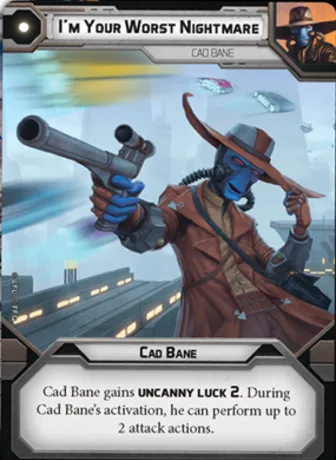 I'm Your Worst Nightmare
CAD BANE
Cad Bane
Cad Bane gains UNCANNY LUCK 2. During
Cad Bane's activation, he can perform up to
2 attack actions.